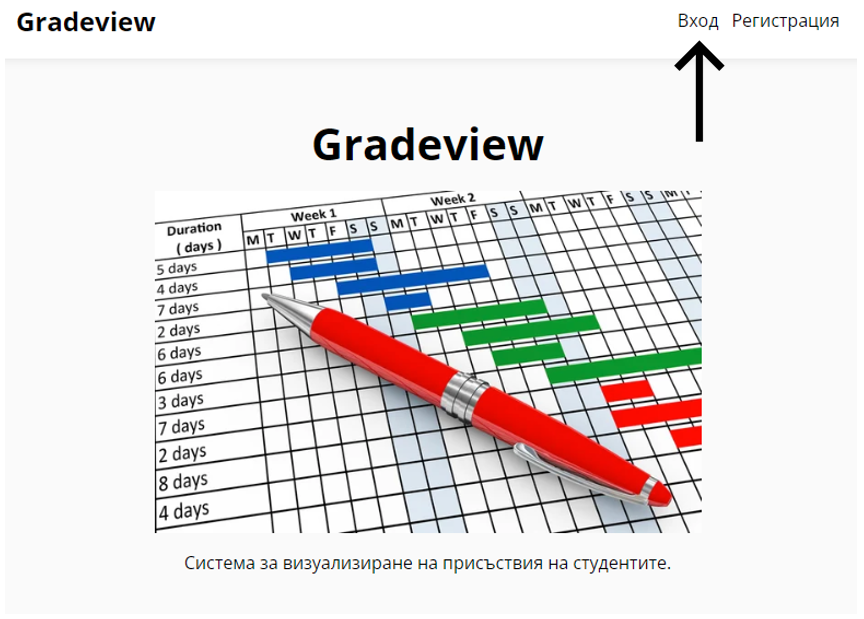 Gradeview
Вход Регистрация
Gradeview
Duration
( days )
Week 1
Week 2
M T W T F S S M T W T F S S M T W T F S S M
5 days
4 days
7 days
2 days
6 days
6 days
3 days
7 days
2 days
8 days
4 days
Система за визуализиране на присъствия на студентите.